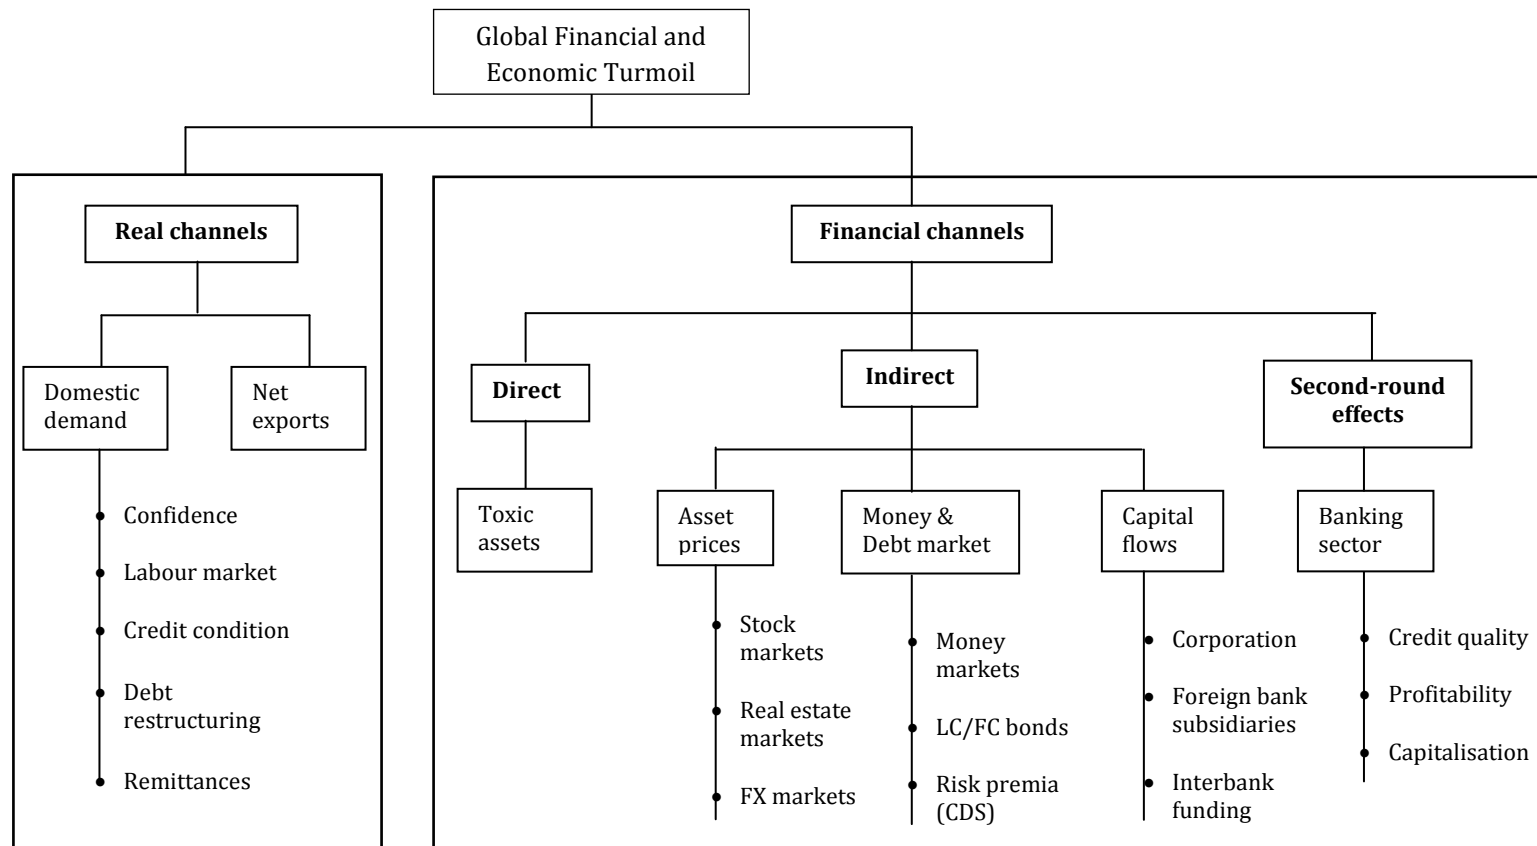 Global Financial and
Economic Turmoil
Real channels
Domestic
demand
Net
exports
Confidence
Labour market
Credit condition
Debt
restructuring
Remittances
Financial channels
Direct
Toxic
assets
Indirect
Asset
prices
Stock
markets
Real estate
markets
FX markets
Money &
Debt market
Money
markets
LC/FC bonds
Risk premia
(CDS)
Capital
flows
Corporation
Foreign bank
subsidiaries
Interbank
funding
Second-round
effects
Banking
sector
Credit quality
Profitability
Capitalisation